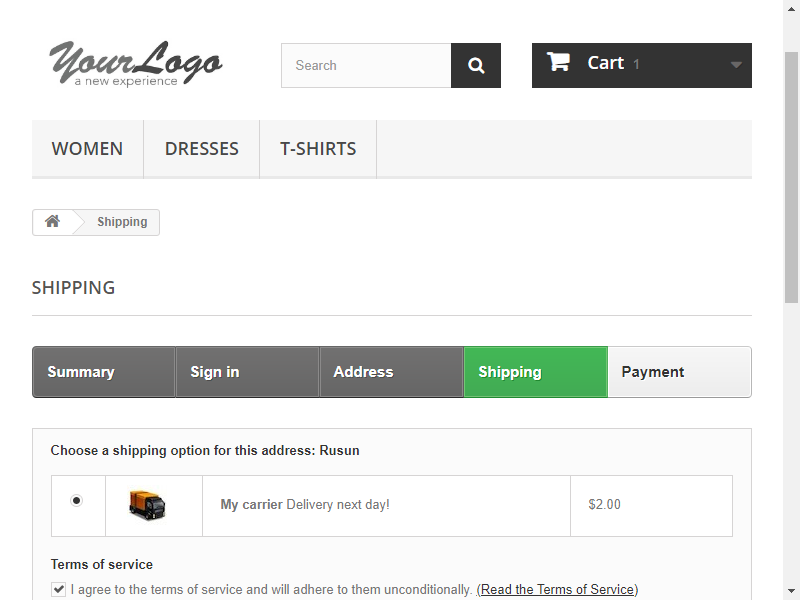 YourLogo
a new experience
Search
Cart 1
WOMEN
DRESSES
T-SHIRTS
Shipping
SHIPPING
Summary
Sign in
Address
Shipping
Payment
Choose a shipping option for this address: Rusun
My carrier Delivery next day!
$2.00
Terms of service
I agree to the terms of service and will adhere to them unconditionally. (Read the Terms of Service)